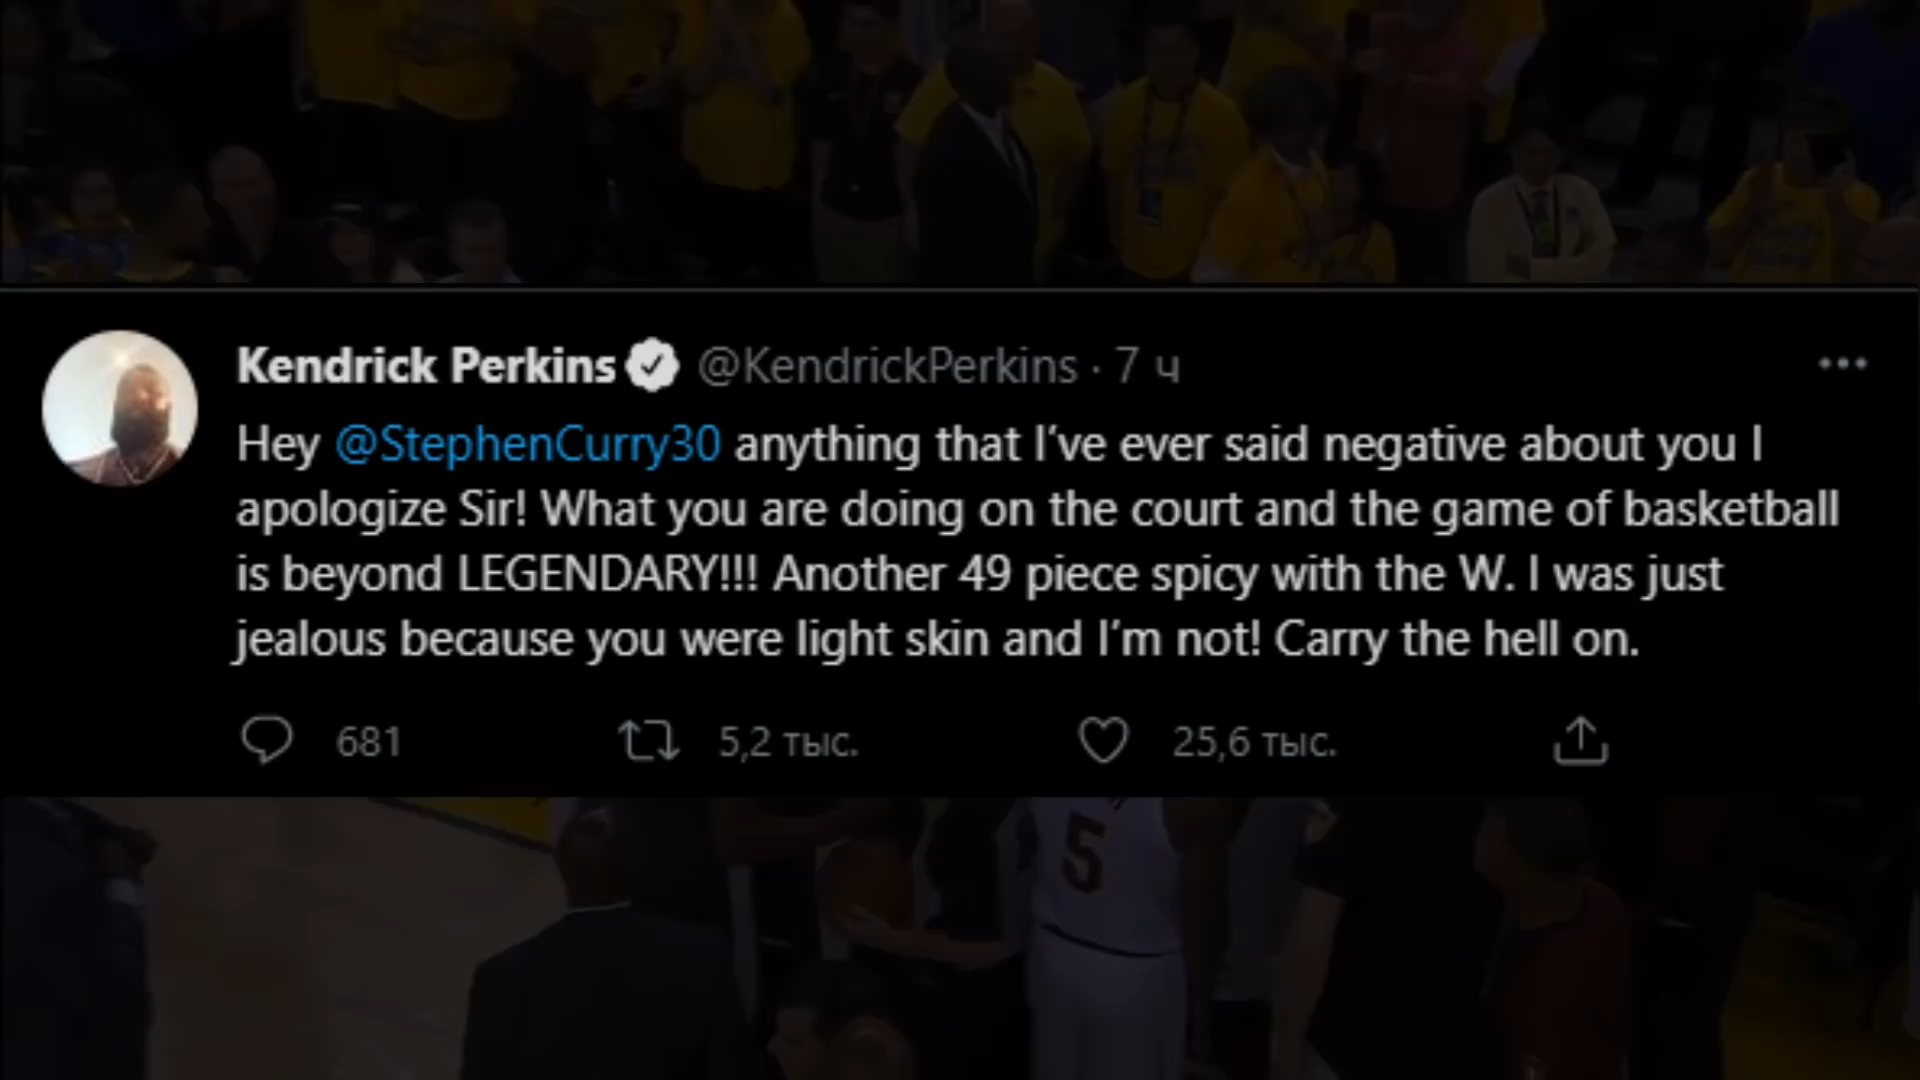 Kendrick Perkins @KendrickPerkins · 7 ч
Hey @StephenCurry30 anything that I’ve ever said negative about you I
apologize Sir! What you are doing on the court and the game of basketball
is beyond LEGENDARY!!! Another 49 piece spicy with the W. I was just
jealous because you were light skin and I’m not! Carry the hell on.
681 5,2 тыс. 25,6 тыс.
5